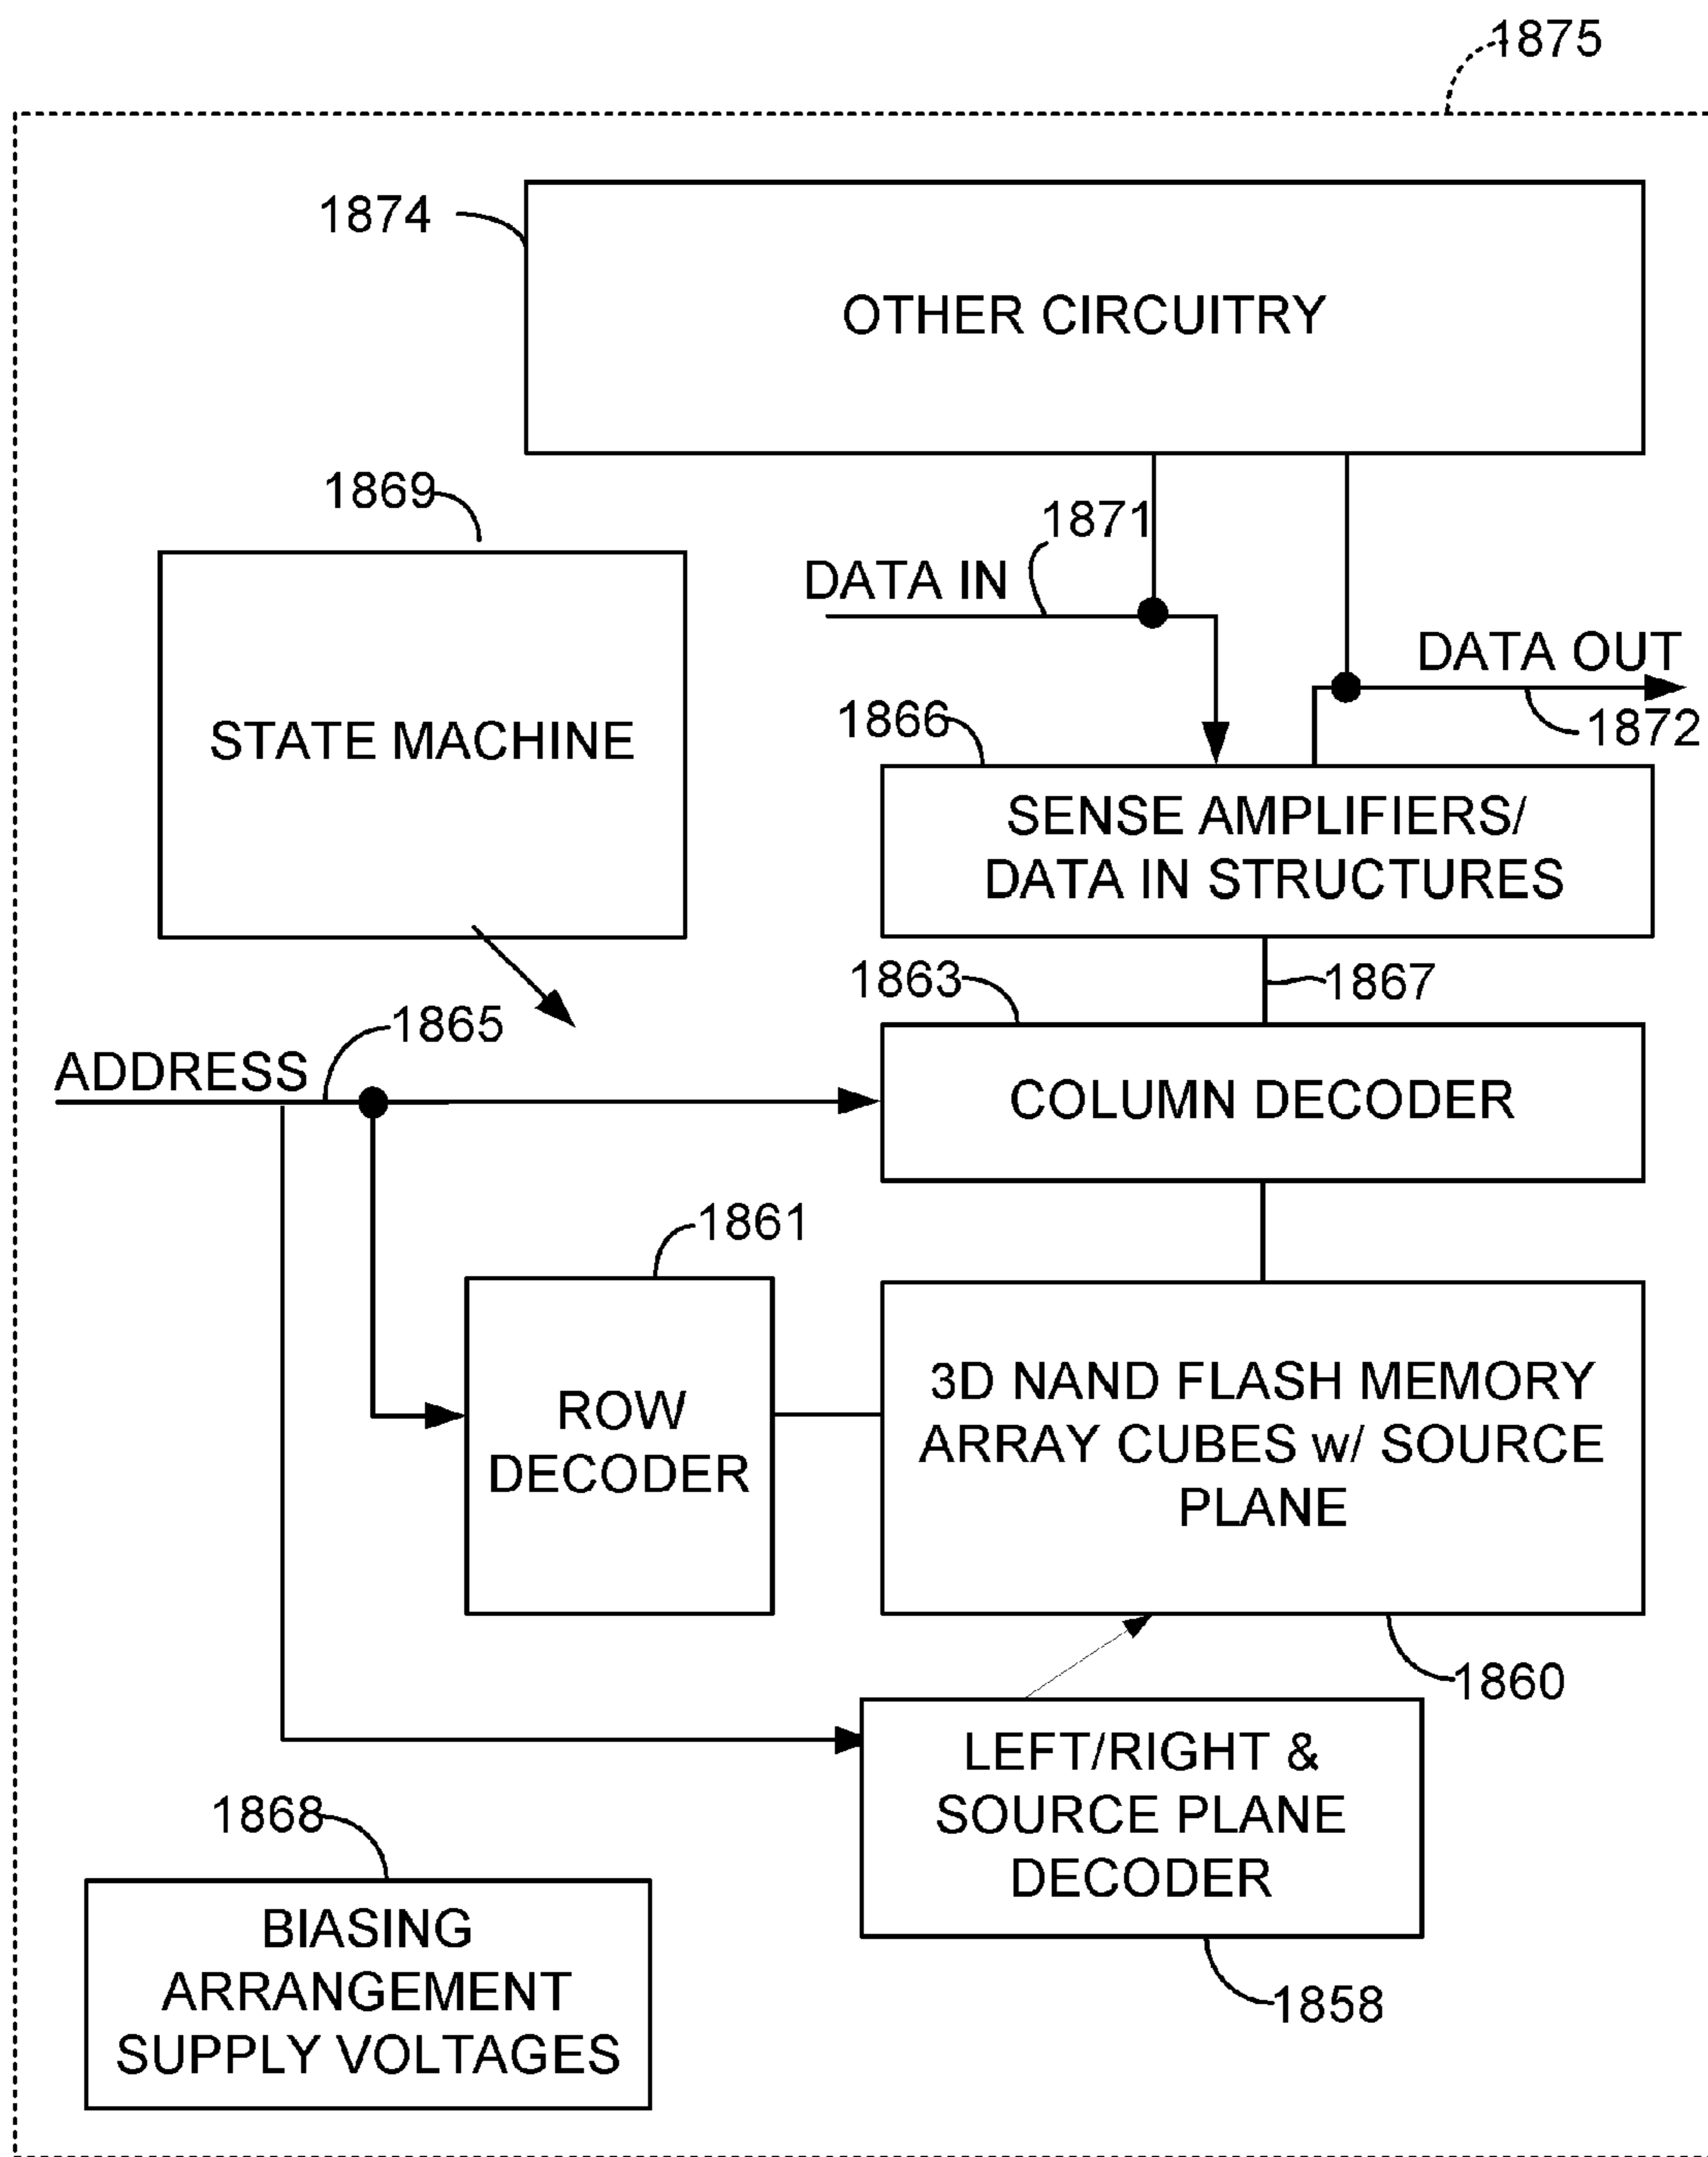 1875
1874
OTHER CIRCUITRY
1869
1871
DATA IN
DATA OUT
1872
STATE MACHINE
1866
SENSE AMPLIFIERS/
DATA IN STRUCTURES
1863
1867
1865
ADDRESS
COLUMN DECODER
1861
ROW
DECODER
3D NAND FLASH MEMORY
ARRAY CUBES w/ SOURCE
PLANE
1860
LEFT/RIGHT &
SOURCE PLANE
DECODER
1858
1868
BIASING
ARRANGEMENT
SUPPLY VOLTAGES